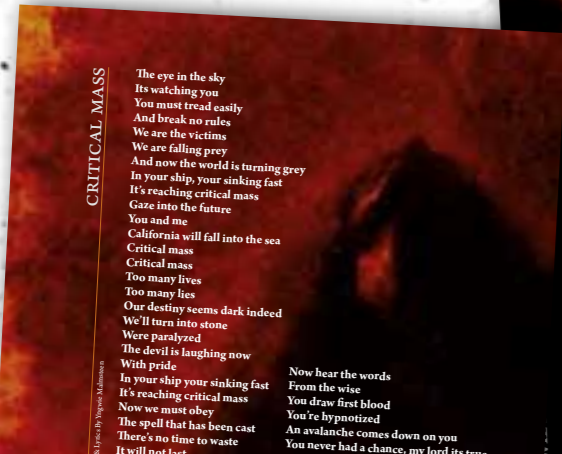 CRITICAL MASS
The eye in the sky
Its watching you
You must tread easily
And break no rules
We are the victims
We are falling prey
And now the world is turning grey
In your ship, your sinking fast
It's reaching critical mass
Gaze into the future
You and me
California will fall into the sea
Critical mass
Critical mass
Too many lives
Too many lies
Our destiny seems dark indeed
We'll turn into stone
Were paralyzed
The devil is laughing now
With pride
In your ship your sinking fast
It's reaching critical mass
Now we must obey
The spell that has been cast
There's no time to waste
It will not last
Now hear the words
From the wise
You draw first blood
You're hypnotized
An avalanche comes down on you
You never had a chance, my lord its true
& Lyrics By Yngwie Malmsteen